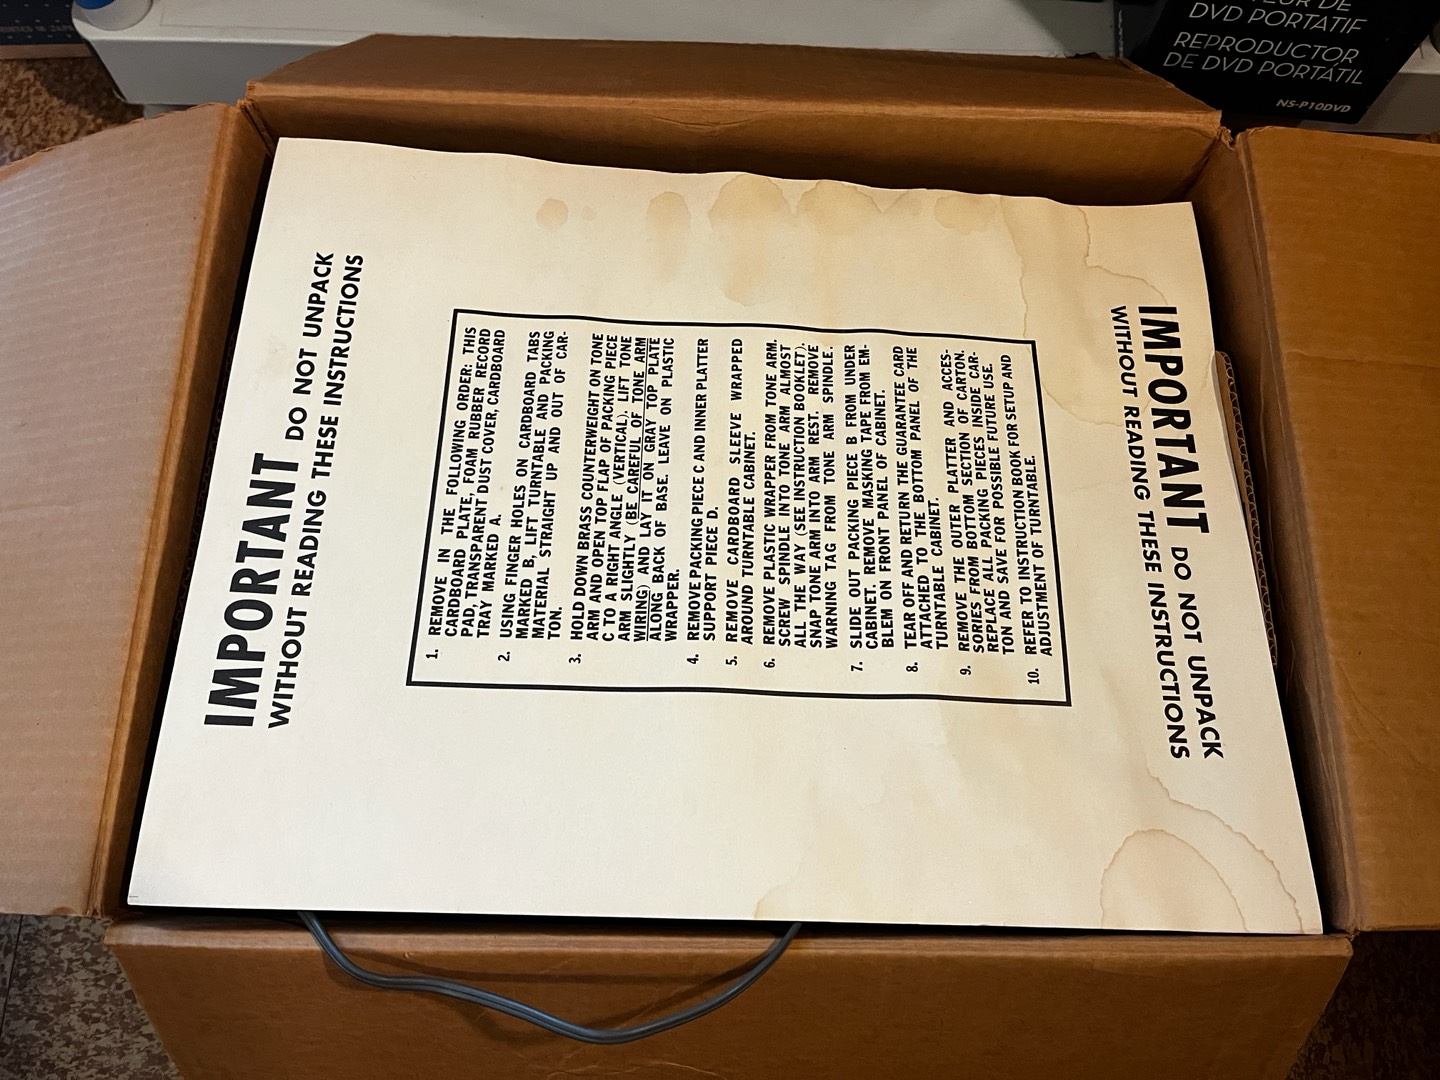 IMPORTANT DO NOT UNPACK
WITHOUT READING THESE INSTRUCTIONS
1. REMOVE IN THE FOLLOWING ORDER: THIS
CARDBOARD PLATE, FOAM RUBBER RECORD
PAD, TRANSPARENT DUST COVER, CARDBOARD
TRAY MARKED A.
2. USING FINGER HOLES ON CARDBOARD TABS
MARKED B, LIFT TURNTABLE AND PACKING
MATERIAL STRAIGHT UP AND OUT OF CAR-
TON.
3. HOLD DOWN BRASS COUNTERWEIGHT ON TONE
ARM AND OPEN TOP FLAP OF PACKING PIECE
C TO A RIGHT ANGLE (VERTICAL). LIFT TONE
ARM SLIGHTLY (BE CAREFUL OF TONE ARM
WIRING) AND LAY IT ON GRAY TOP PLATE
ALONG BACK OF BASE. LEAVE ON PLASTIC
WRAPPER.
4. REMOVE PACKING PIECE C AND INNER PLATTER
SUPPORT PIECE D.
5. REMOVE CARDBOARD SLEEVE WRAPPED
AROUND TURNTABLE CABINET.
6. REMOVE PLASTIC WRAPPER FROM TONE ARM.
SCREW SPINDLE INTO TONE ARM ALMOST
ALL THE WAY (SEE INSTRUCTION BOOKLET).
SNAP TONE ARM INTO ARM REST. REMOVE
WARNING TAG FROM TONE ARM SPINDLE.
7. SLIDE OUT PACKING PIECE B FROM UNDER
CABINET. REMOVE MASKING TAPE FROM EM-
BLEM ON FRONT PANEL OF CABINET.
8. TEAR OFF AND RETURN THE GUARANTEE CARD
ATTACHED TO THE BOTTOM PANEL OF THE
TURNTABLE CABINET.
9. REMOVE THE OUTER PLATTER AND ACCES-
SORIES FROM BOTTOM SECTION OF CARTON.
REPLACE ALL PACKING PIECES INSIDE CAR-
TON AND SAVE FOR POSSIBLE FUTURE USE.
10. REFER TO INSTRUCTION BOOK FOR SETUP AND
ADJUSTMENT OF TURNTABLE.
IMPORTANT DO NOT UNPACK
WITHOUT READING THESE INSTRUCTIONS
DE
DVD PORTATIF
REPRODUCTOR
DE DVD PORTÁTIL
NS-P10DVD